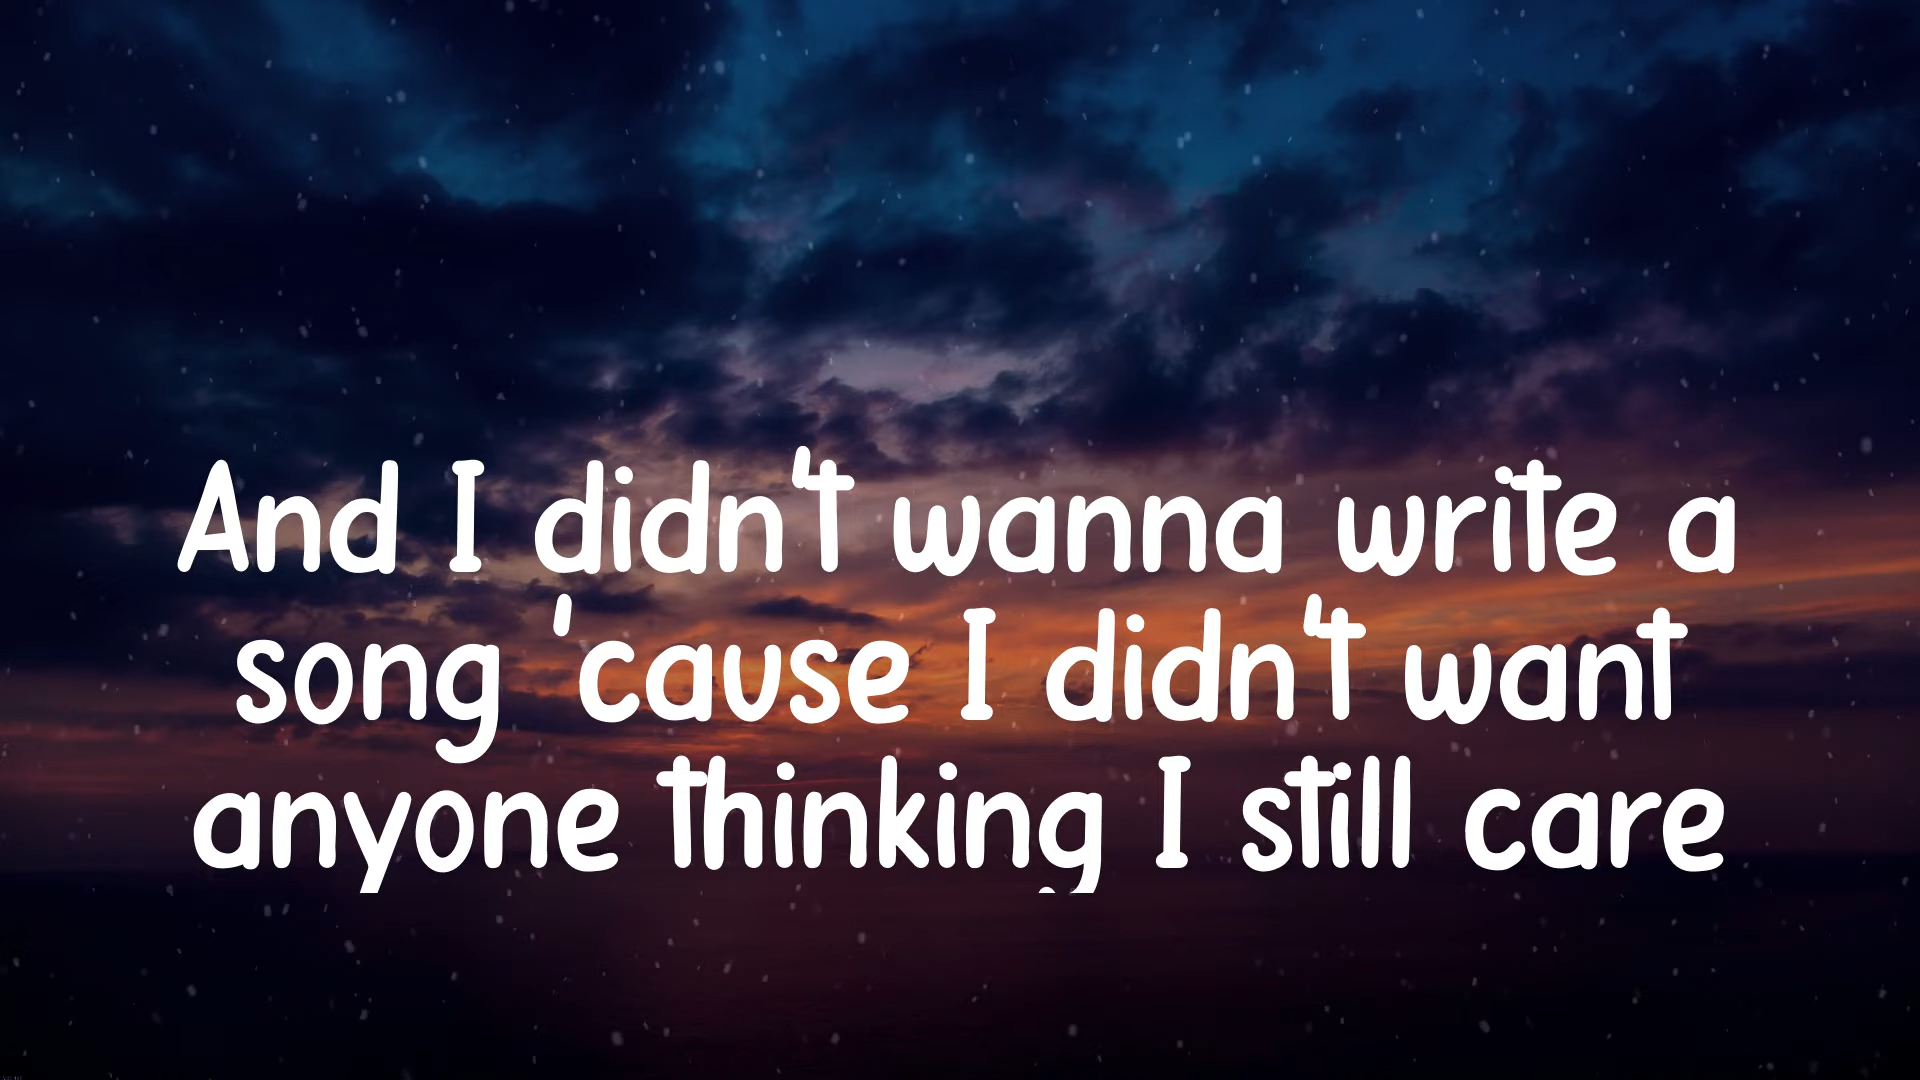 And I didn't wanna write a
song 'cause I didn't want
anyone thinking I still care